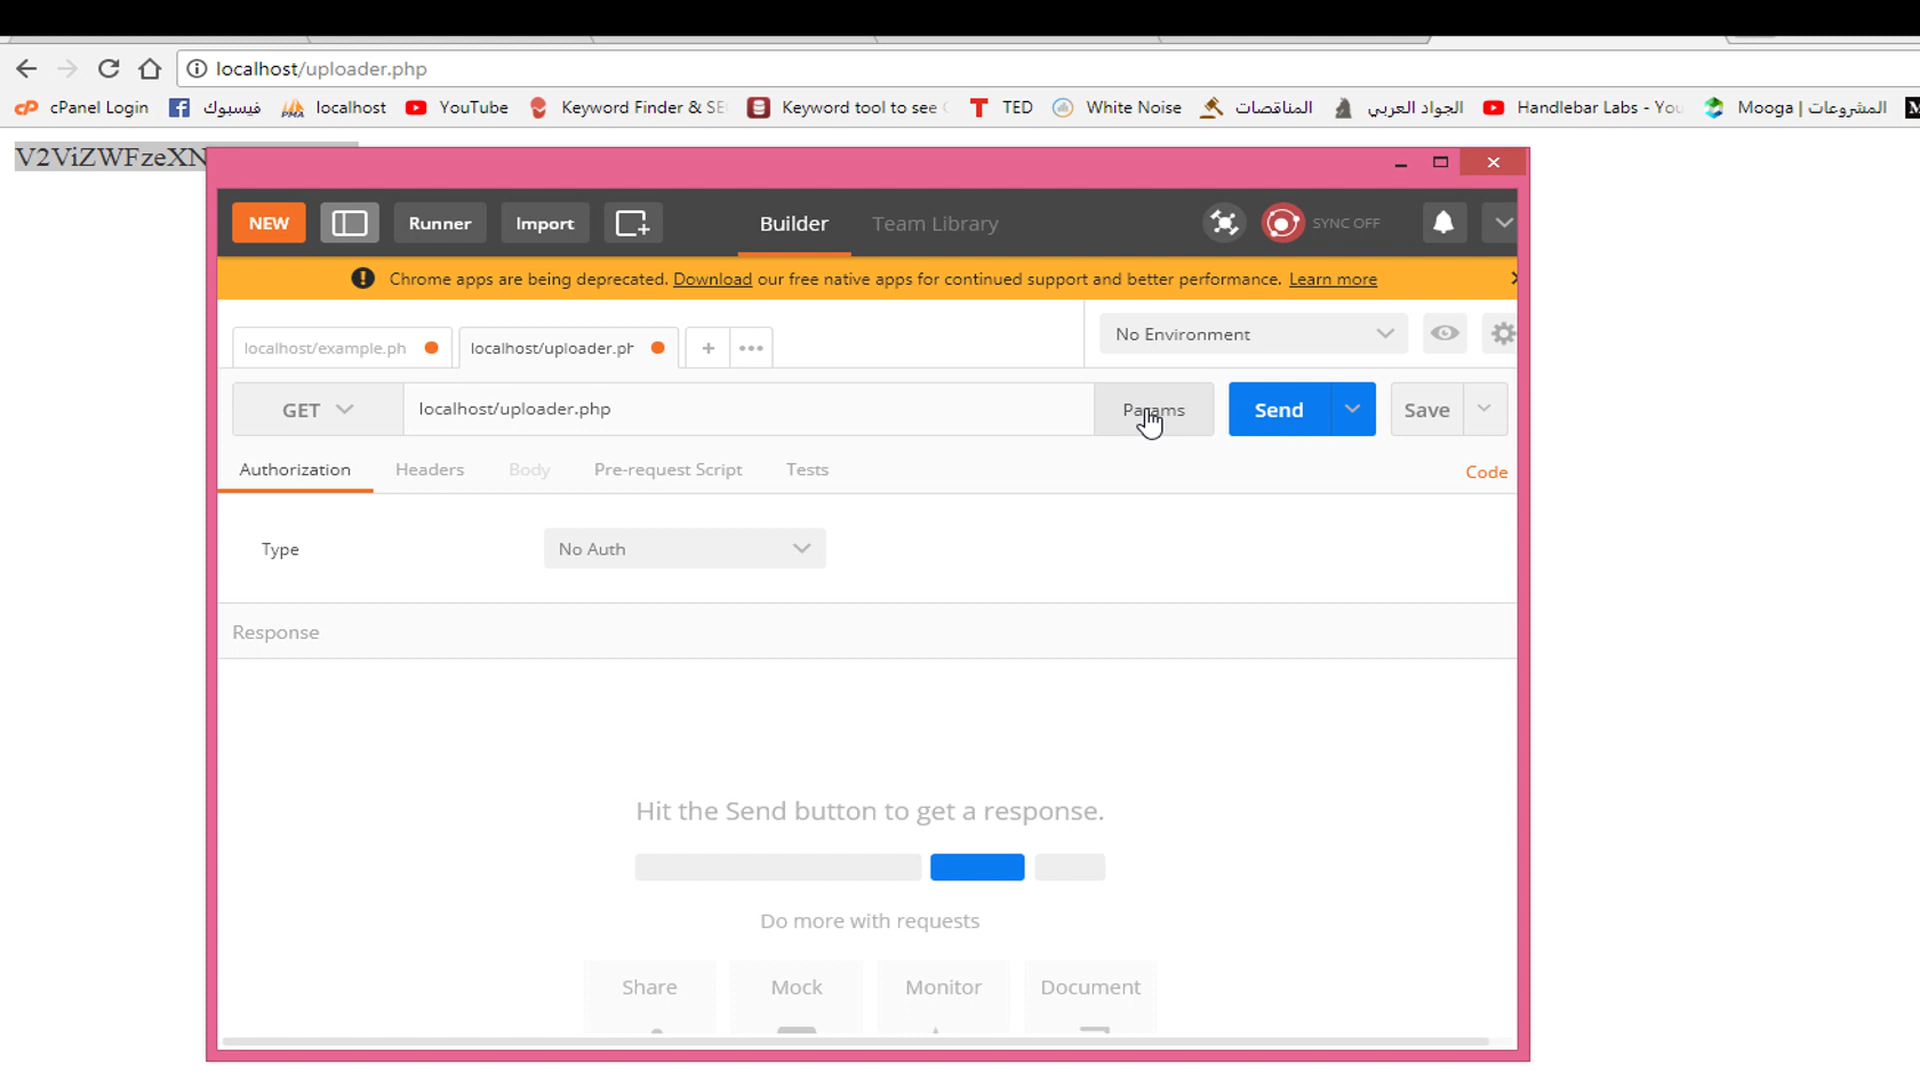 localhost/uploader.php
cPanel Login فيسبوك localhost YouTube Keyword Finder & SE Keyword tool to see TED White Noise المناقصات الجواد العربي Handlebar Labs - You Mooga | المشروعات
V2ViZWFzeXN
NEW Runner Import Builder Team Library SYNC OFF
Chrome apps are being deprecated. Download our free native apps for continued support and better performance. Learn more
No Environment
localhost/example.ph localhost/uploader.ph
GET localhost/uploader.php Params Send Save
Authorization Headers Body Pre-request Script Tests Code
Type No Auth
Response
Hit the Send button to get a response.
Do more with requests
Share Mock Monitor Document